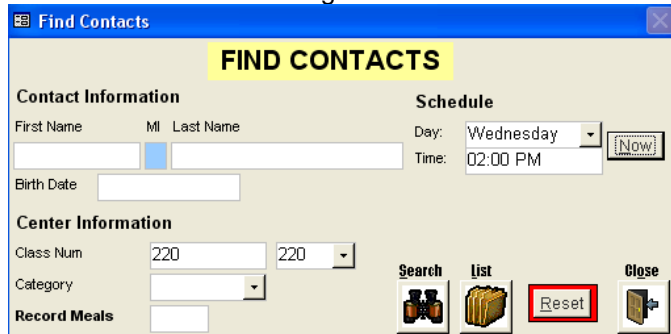 Find Contacts
FIND CONTACTS
Contact Information
Schedule
First Name MI Last Name
Day: Wednesday
Now
Time: 02:00 PM
Birth Date
Center Information
Class Num 220 220
Category
Search List Reset Close
Record Meals